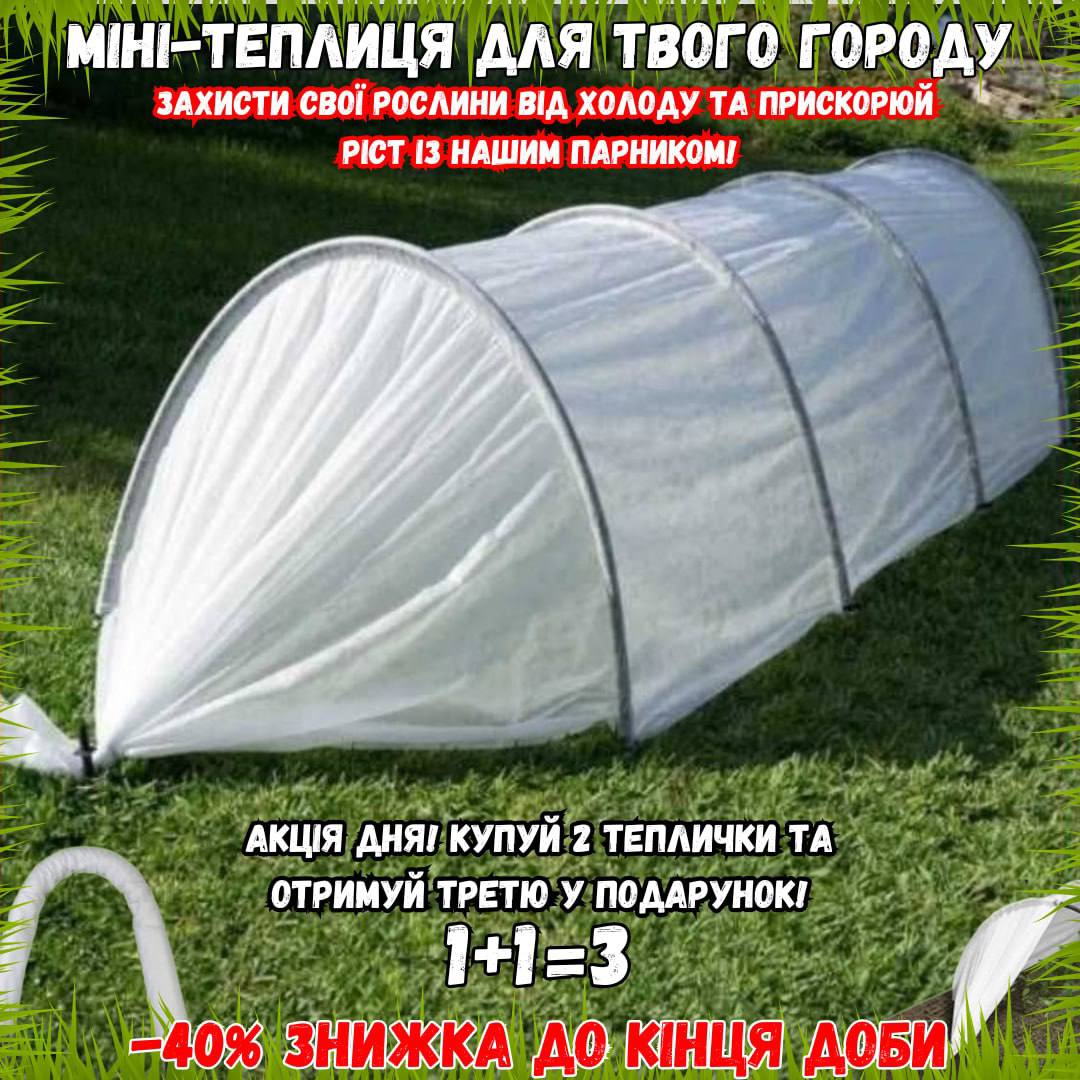 МІНІ-ТЕПЛИЦЯ ДЛЯ ТВОГО ГОРОДУ
ЗАХИСТИ СВОЇ РОСЛИНИ ВІД ХОЛОДУ ТА ПРИСКОРЮЙ
РІСТ ІЗ НАШИМ ПАРНИКОМ!
АКЦІЯ ДНЯ! КУПУЙ 2 ТЕПЛИЧКИ ТА
ОТРИМУЙ ТРЕТЮ У ПОДАРУНОК!
1+1=3
-40% ЗНИЖКА ДО КІНЦЯ ДОБИ